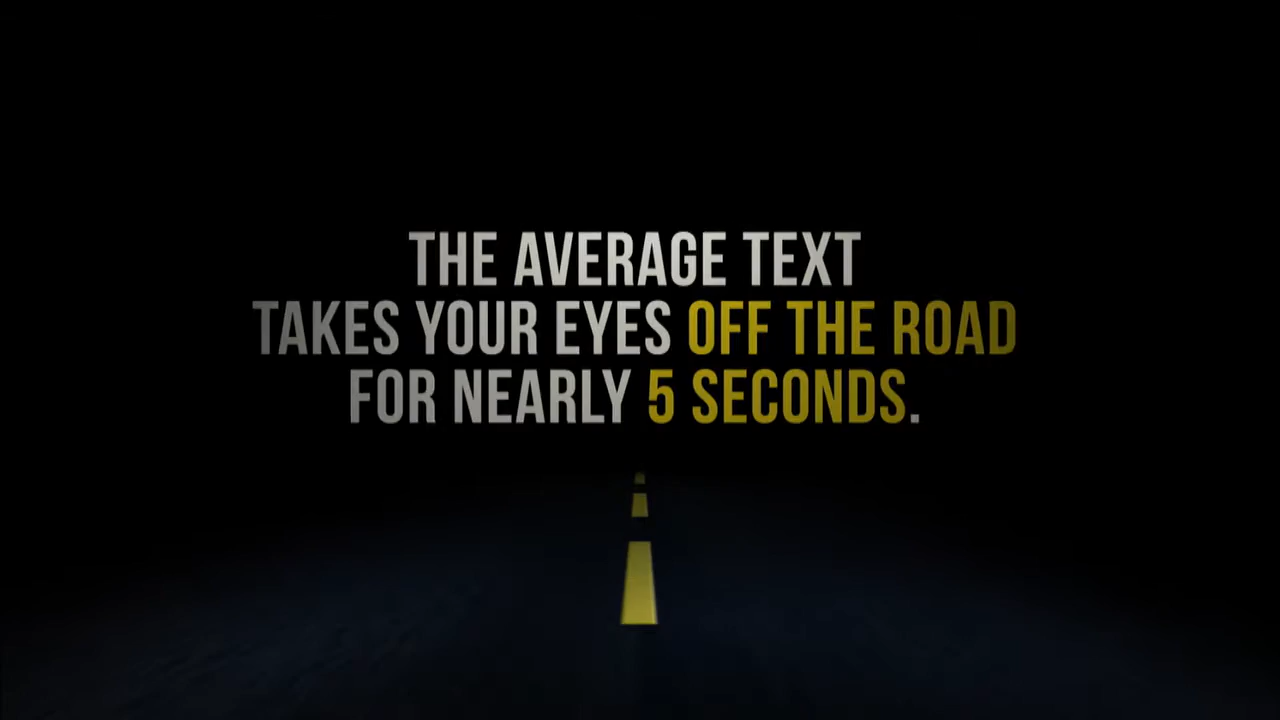 THE AVERAGE TEXT
TAKES YOUR EYES OFF THE ROAD
FOR NEARLY 5 SECONDS.